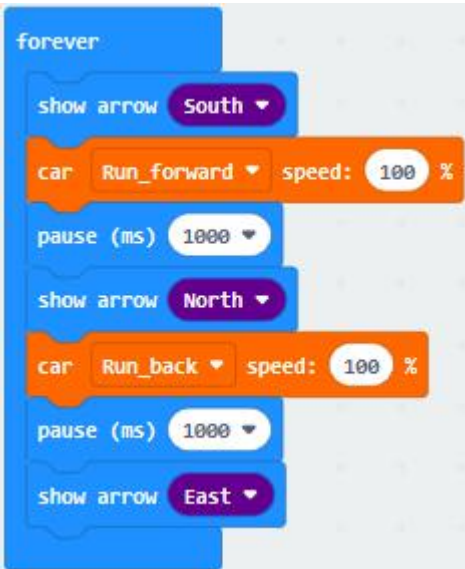 forever
show arrow South
car Run_forward speed: 100 %
pause (ms) 1000
show arrow North
car Run_back speed: 100 %
pause (ms) 1000
show arrow East